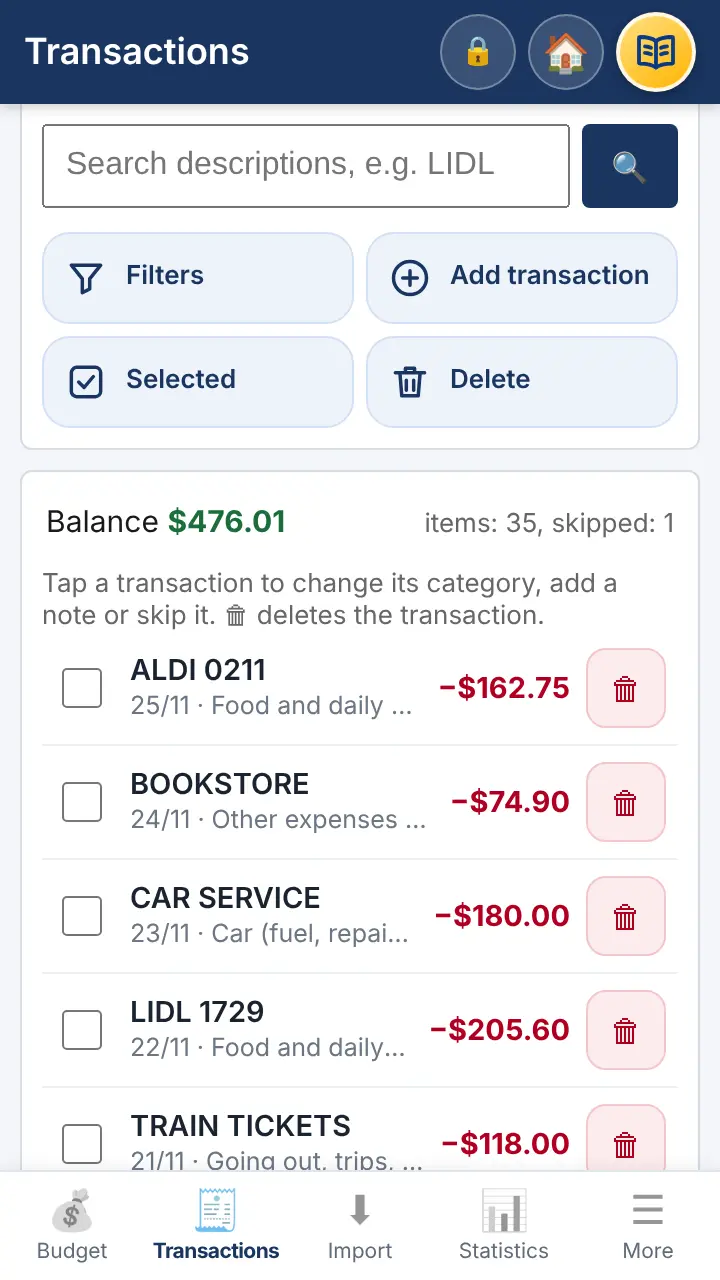 Transactions
Search descriptions, e.g. LIDL
Filters
Add transaction
Selected
Delete
Balance $476.01
items: 35, skipped: 1
Tap a transaction to change its category, add a
note or skip it. 🗑 deletes the transaction.
ALDI 0211
25/11 · Food and daily ...
−$162.75
BOOKSTORE
24/11 · Other expenses ...
−$74.90
CAR SERVICE
23/11 · Car (fuel, repai...
−$180.00
LIDL 1729
22/11 · Food and daily...
−$205.60
TRAIN TICKETS
21/11 · Going out, trips, ...
−$118.00
Budget
Transactions
Import
Statistics
More